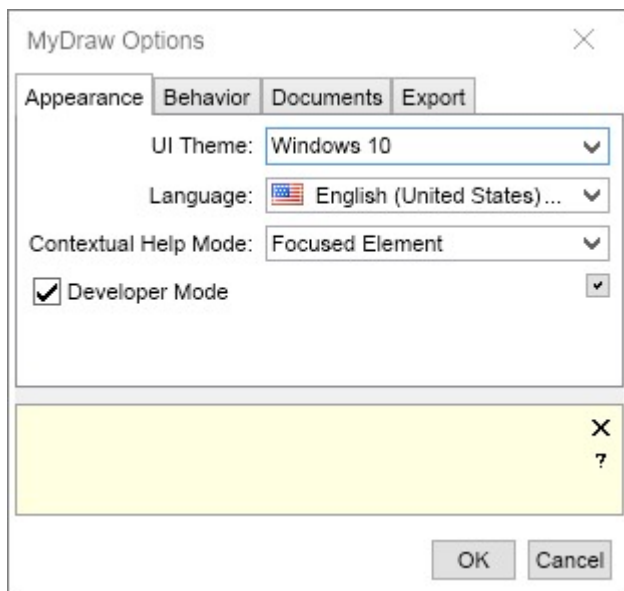 MyDraw Options
Appearance Behavior Documents Export
UI Theme: Windows 10
Language: English (United States)...
Contextual Help Mode: Focused Element
Developer Mode
?
OK Cancel